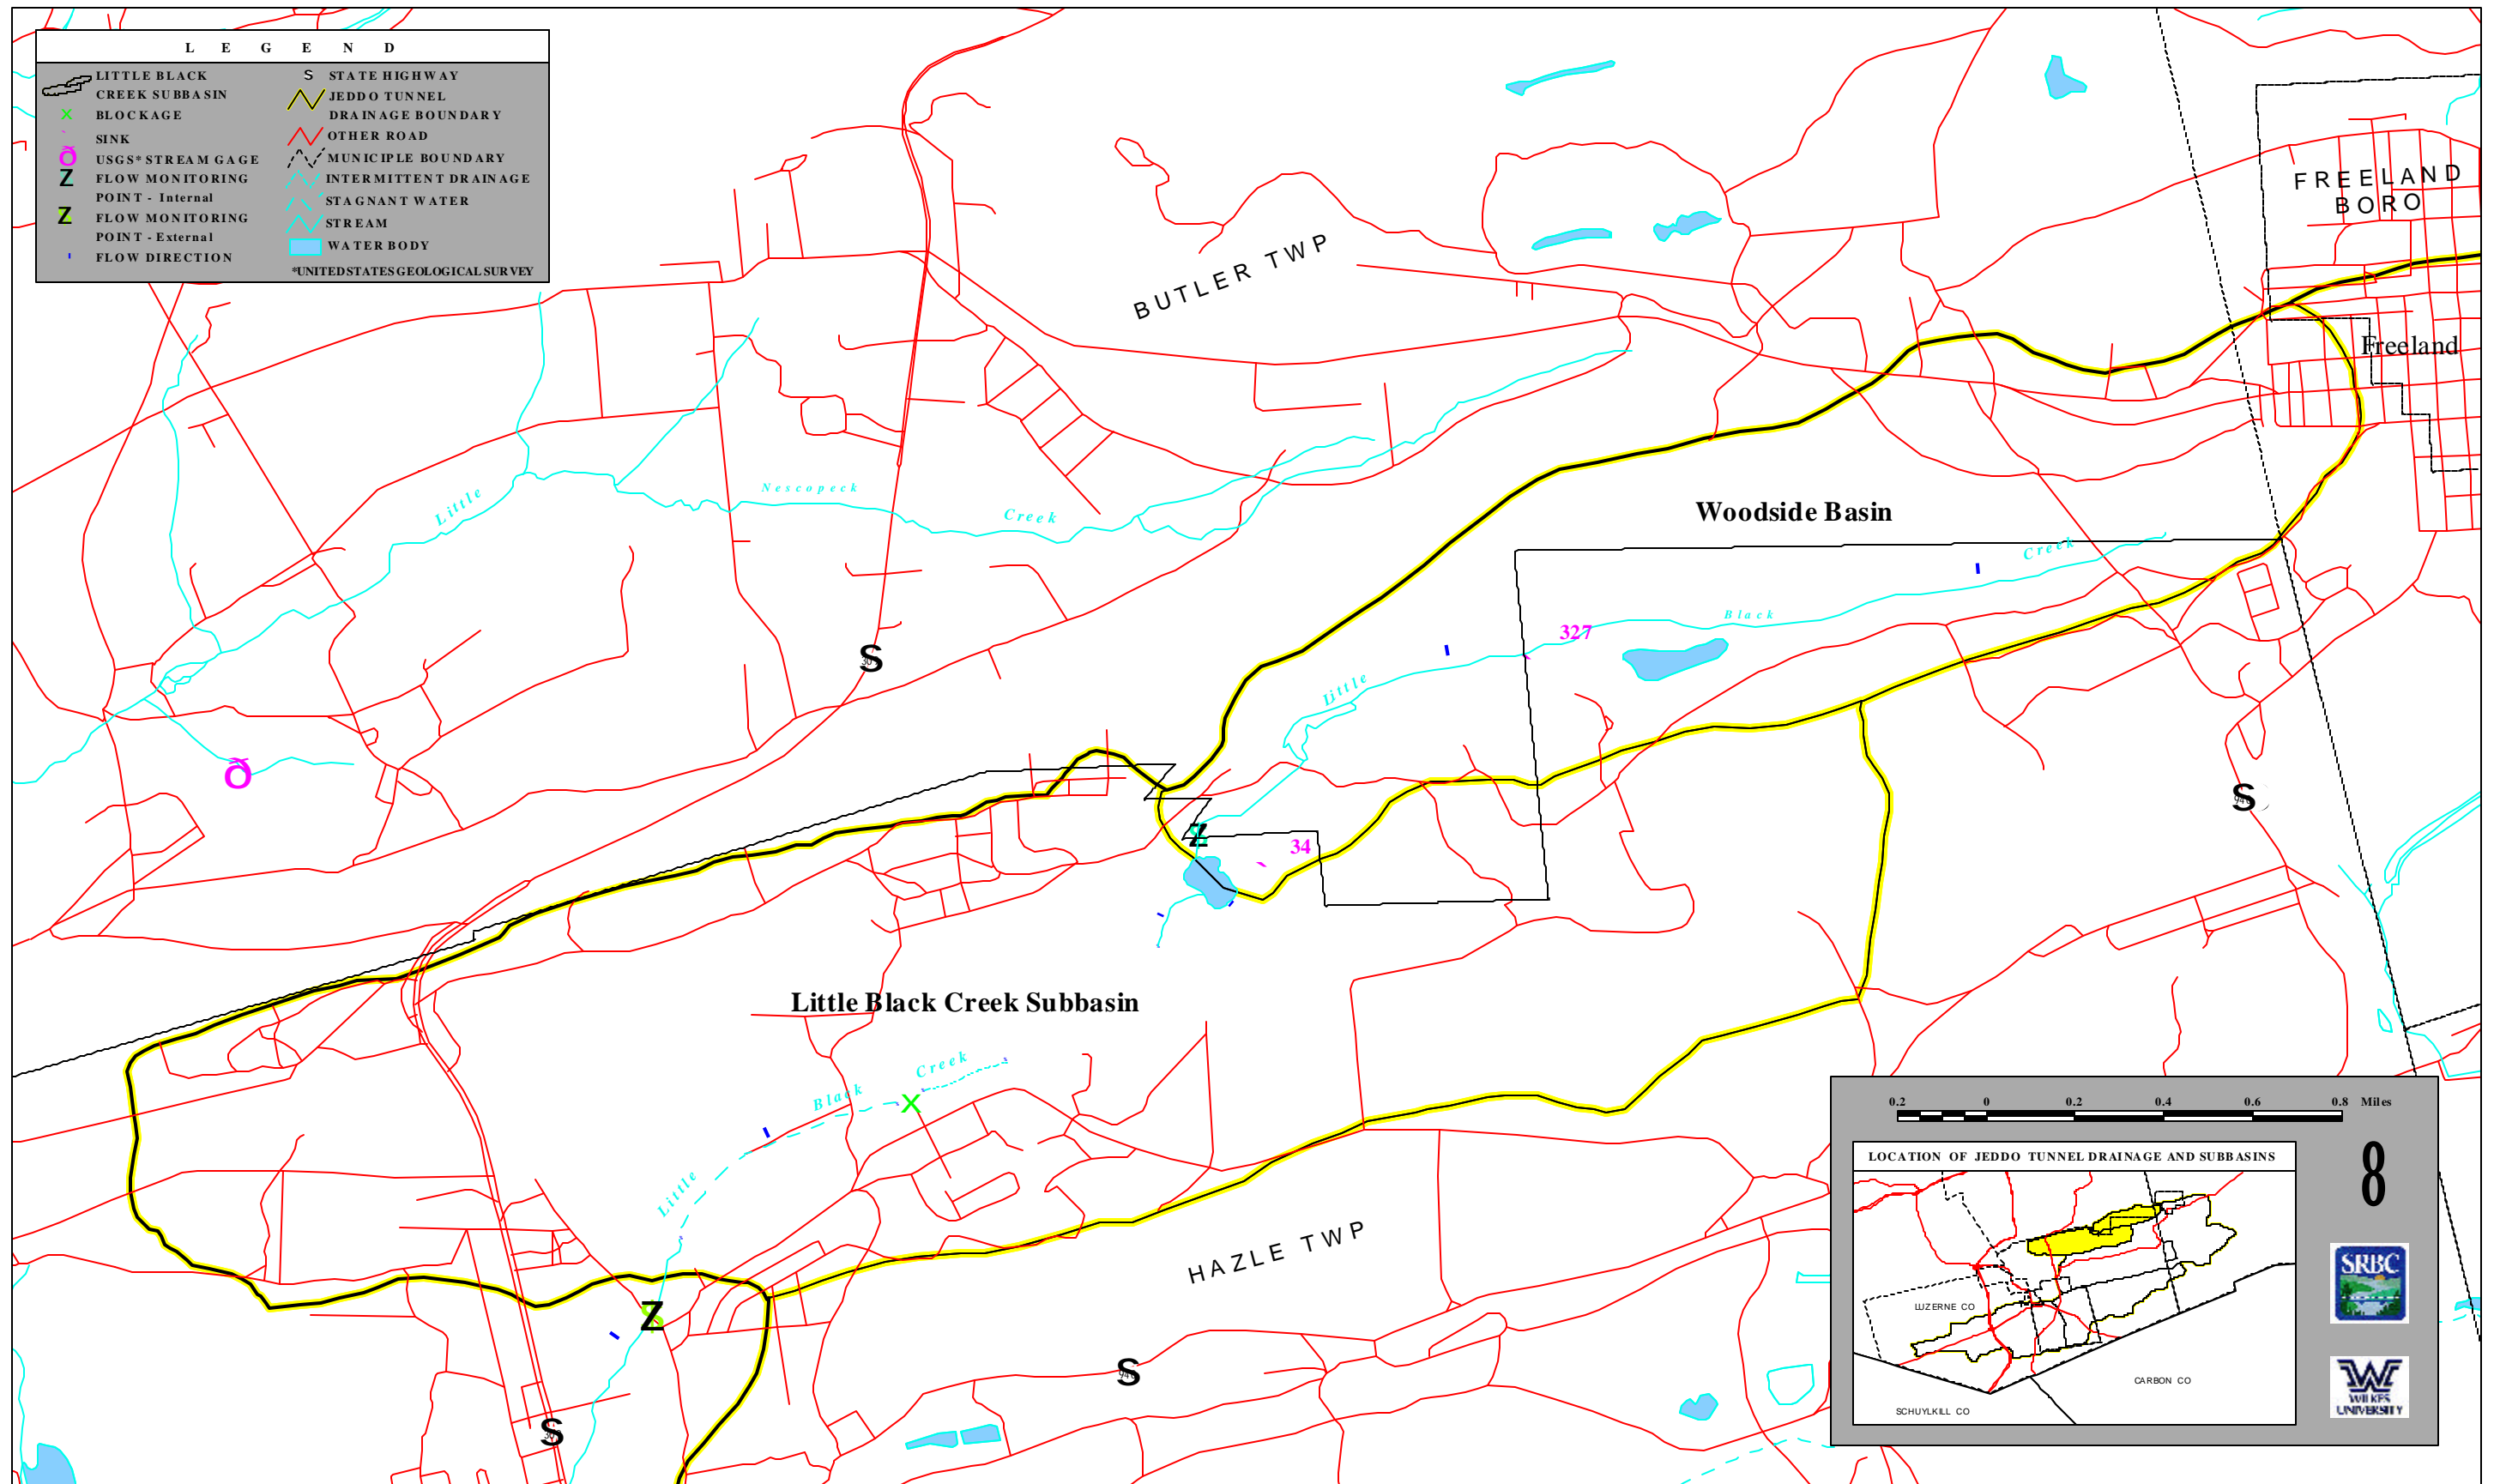 L E G E N D
LITTLE BLACK
CREEK SUBBASIN
BLOCKAGE
SINK
USGS* STREAM GAGE
FLOW MONITORING
POINT - Internal
FLOW MONITORING
POINT - External
FLOW DIRECTION
S STATE HIGHWAY
JEDDO TUNNEL
DRAINAGE BOUNDARY
OTHER ROAD
MUNICIPLE BOUNDARY
INTERMITTENT DRAINAGE
STAGNANT WATER
STREAM
WATER BODY
*UNITED STATES GEOLOGICAL SURVEY
BUTLER TWP
FREELAND
BORO
Freeland
Little
Nescopeck
Creek
Woodside Basin
Creek
Black
327
Little
S
S
Z
34
Little Black Creek Subbasin
Creek
Black
X
Little
Z
HAZLE TWP
S
S
0.2 0 0.2 0.4 0.6 0.8 Miles
LOCATION OF JEDDO TUNNEL DRAINAGE AND SUBBASINS
LUZERNE CO
CARBON CO
SCHUYLKILL CO
8
SRBC
WILKES
UNIVERSITY